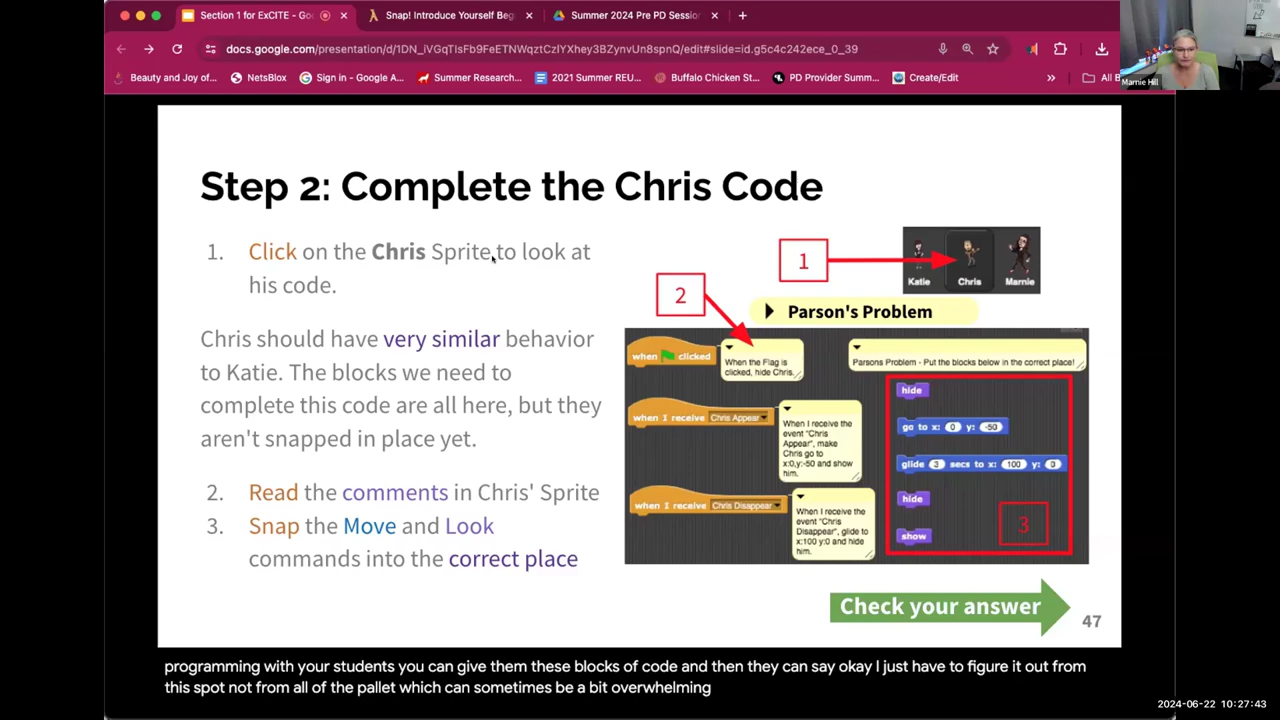 Section 1 for ExCITE - Goo
Snap! Introduce Yourself Beg
Summer 2024 Pre PD Session
docs.google.com/presentation/d/1DN_iVGqTIsFb9FeETNWqztCzIYXhey3BZynvUn8spnQ/edit#slide=id.g5c4c242ece_0_39
Beauty and Joy of...
NetsBlox
Sign in - Google A...
Summer Research...
2021 Summer REU...
Buffalo Chicken St...
PD Provider Summ...
Create/Edit
»
All B
Marnie Hill
Step 2: Complete the Chris Code
1. Click on the Chris Sprite to look at
his code.
Chris should have very similar behavior
to Katie. The blocks we need to
complete this code are all here, but they
aren't snapped in place yet.
2. Read the comments in Chris' Sprite
3. Snap the Move and Look
commands into the correct place
1
Katie
Chris
Marnie
2
Parson's Problem
when clicked
When the Flag is
clicked, hide Chris.
Parsons Problem - Put the blocks below in the correct place!
when I receive Chris Appear
When I receive the
event "Chris
Appear", make
Chris go to
x:0,y:-50 and show
him.
when I receive Chris Disappear
When I receive the
event "Chris
Disappear", glide to
x:100 y:0 and hide
him.
hide
go to x: 0 y: -50
glide 3 secs to x: 100 y: 0
hide
show
3
Check your answer
47
programming with your students you can give them these blocks of code and then they can say okay I just have to figure it out from
this spot not from all of the pallet which can sometimes be a bit overwhelming
2024-06-22 10:27:43